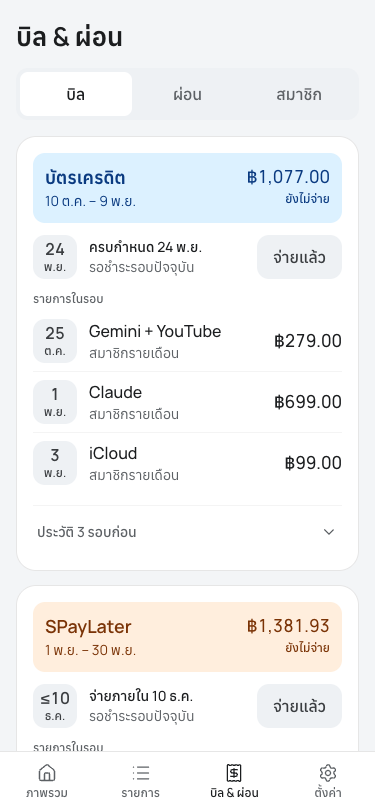 บิล & ผ่อน
บิล
ผ่อน
สมาชิก
บัตรเครดิต
฿1,077.00
10 ต.ค. – 9 พ.ย.
ยังไม่จ่าย
24
พ.ย.
ครบกำหนด 24 พ.ย.
รอชำระรอบปัจจุบัน
จ่ายแล้ว
รายการในรอบ
25
ต.ค.
Gemini + YouTube
สมาชิกรายเดือน
฿279.00
1
พ.ย.
Claude
สมาชิกรายเดือน
฿699.00
3
พ.ย.
iCloud
สมาชิกรายเดือน
฿99.00
ประวัติ 3 รอบก่อน
SPayLater
฿1,381.93
1 พ.ย. – 30 พ.ย.
ยังไม่จ่าย
≤10
ธ.ค.
จ่ายภายใน 10 ธ.ค.
รอชำระรอบปัจจุบัน
จ่ายแล้ว
รายการในรอบ
ภาพรวม
รายการ
บิล & ผ่อน
ตั้งค่า